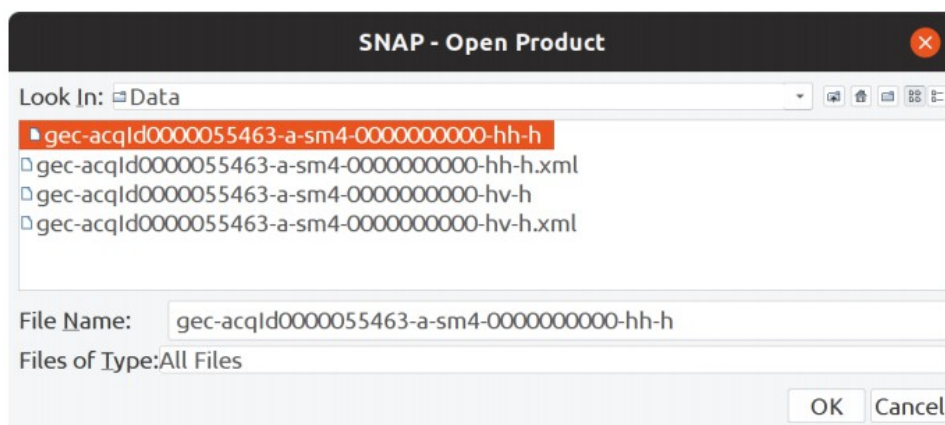 SNAP - Open Product
Look In: Data
gec-acqId0000055463-a-sm4-0000000000-hh-h
gec-acqId0000055463-a-sm4-0000000000-hh-h.xml
gec-acqId0000055463-a-sm4-0000000000-hv-h
gec-acqId0000055463-a-sm4-0000000000-hv-h.xml
File Name: gec-acqId0000055463-a-sm4-0000000000-hh-h
Files of Type: All Files
OK Cancel